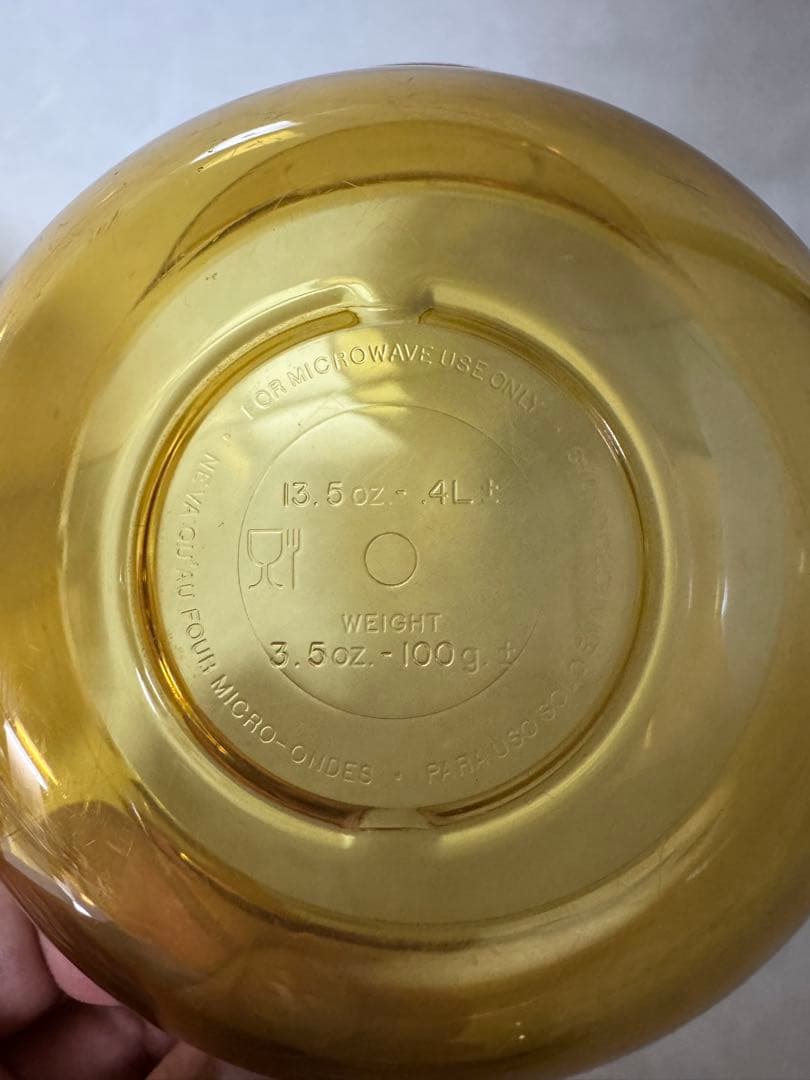 FOR MICROWAVE USE ONLY
13.5 oz. - .4L ±
WEIGHT
3.5 oz. - 100 g. ±
PARA USO SOLO
NE VA QU'AU FOUR MICRO-ONDES